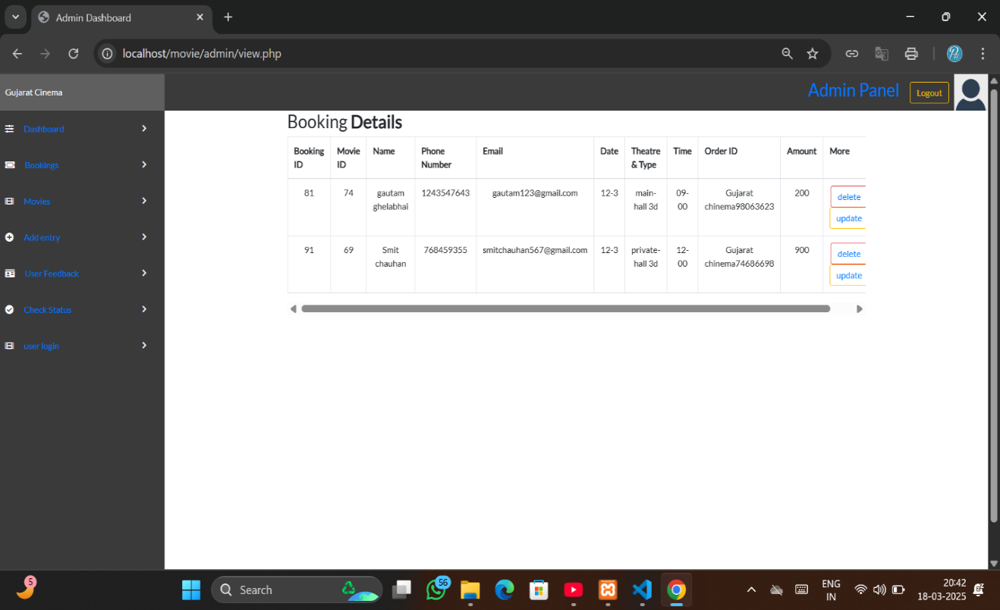 Admin Dashboard
localhost/movie/admin/view.php
Gujarat Cinema
Admin Panel
Logout
Dashboard
Bookings
Movies
Add entry
User Feedback
Check Status
user login
Booking Details
Booking ID Movie ID Name Phone Number Email Date Theatre & Type Time Order ID Amount More
81 74 gautam ghelabhai 1243547643 gautam123@gmail.com 12-3 main-hall 3d 09-00 Gujarat chinema98063623 200 delete update
91 69 Smit chauhan 768459355 smitchauhan567@gmail.com 12-3 private-hall 3d 12-00 Gujarat chinema74686698 900 delete update
5
Search
56
ENG
IN
20:42
18-03-2025